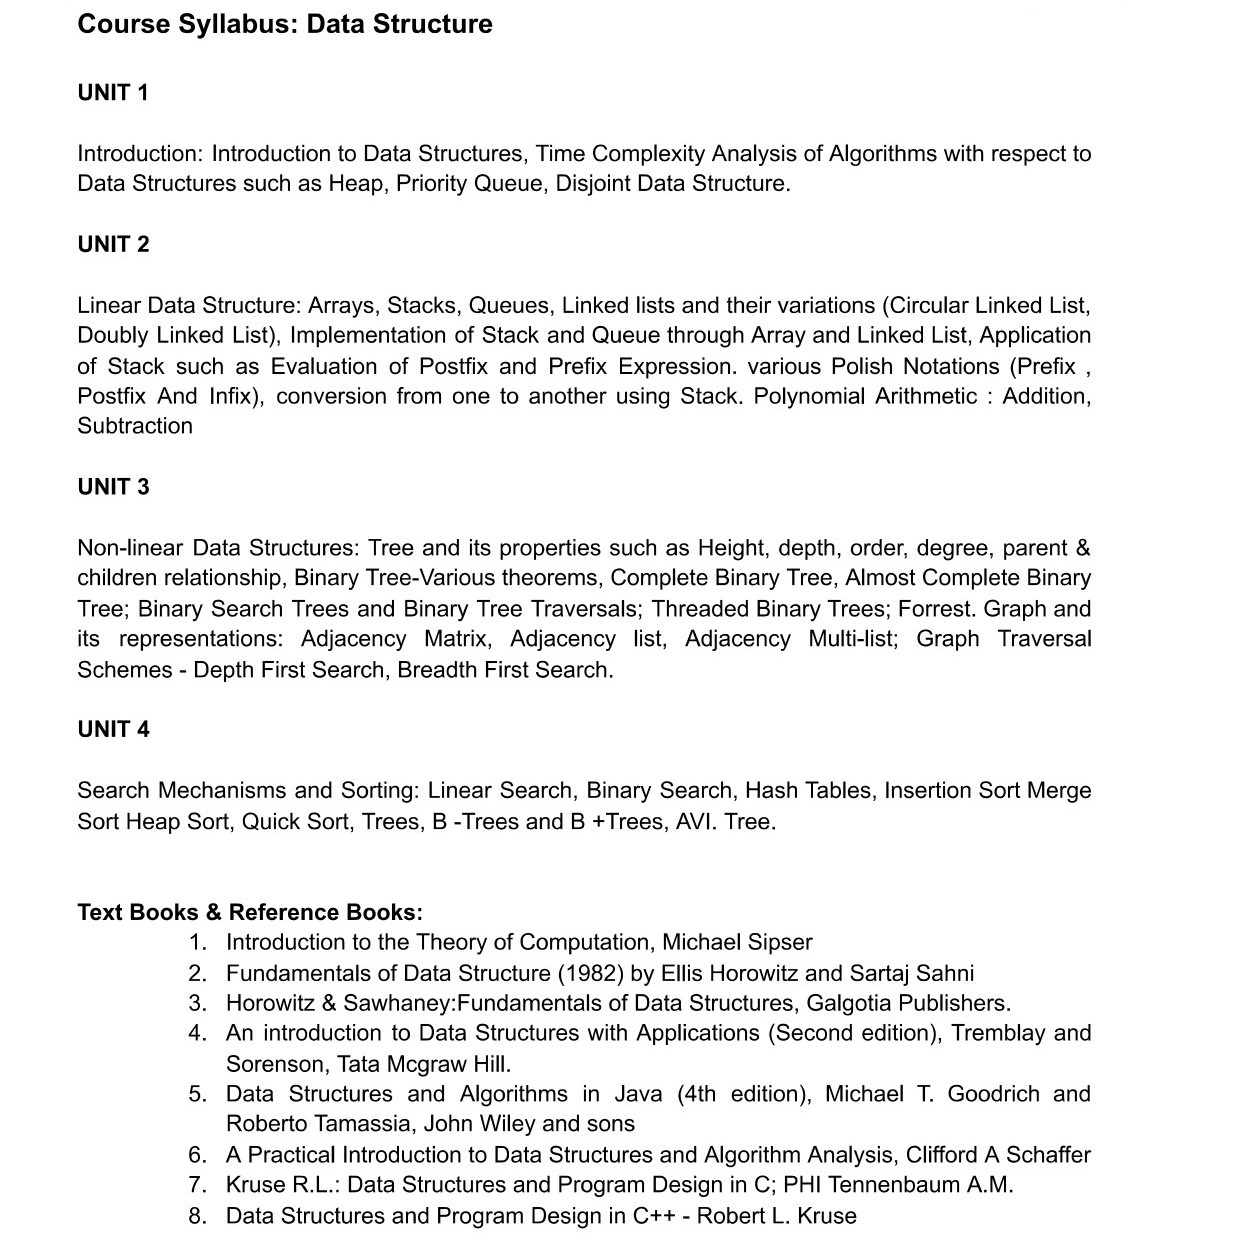 Course Syllabus: Data Structure
UNIT 1
Introduction: Introduction to Data Structures, Time Complexity Analysis of Algorithms with respect to
Data Structures such as Heap, Priority Queue, Disjoint Data Structure.
UNIT 2
Linear Data Structure: Arrays, Stacks, Queues, Linked lists and their variations (Circular Linked List,
Doubly Linked List), Implementation of Stack and Queue through Array and Linked List, Application
of Stack such as Evaluation of Postfix and Prefix Expression. various Polish Notations (Prefix ,
Postfix And Infix), conversion from one to another using Stack. Polynomial Arithmetic : Addition,
Subtraction
UNIT 3
Non-linear Data Structures: Tree and its properties such as Height, depth, order, degree, parent &
children relationship, Binary Tree-Various theorems, Complete Binary Tree, Almost Complete Binary
Tree; Binary Search Trees and Binary Tree Traversals; Threaded Binary Trees; Forrest. Graph and
its representations: Adjacency Matrix, Adjacency list, Adjacency Multi-list; Graph Traversal
Schemes - Depth First Search, Breadth First Search.
UNIT 4
Search Mechanisms and Sorting: Linear Search, Binary Search, Hash Tables, Insertion Sort Merge
Sort Heap Sort, Quick Sort, Trees, B -Trees and B +Trees, AVI. Tree.
Text Books & Reference Books:
1. Introduction to the Theory of Computation, Michael Sipser
2. Fundamentals of Data Structure (1982) by Ellis Horowitz and Sartaj Sahni
3. Horowitz & Sawhaney:Fundamentals of Data Structures, Galgotia Publishers.
4. An introduction to Data Structures with Applications (Second edition), Tremblay and
Sorenson, Tata Mcgraw Hill.
5. Data Structures and Algorithms in Java (4th edition), Michael T. Goodrich and
Roberto Tamassia, John Wiley and sons
6. A Practical Introduction to Data Structures and Algorithm Analysis, Clifford A Schaffer
7. Kruse R.L.: Data Structures and Program Design in C; PHI Tennenbaum A.M.
8. Data Structures and Program Design in C++ - Robert L. Kruse